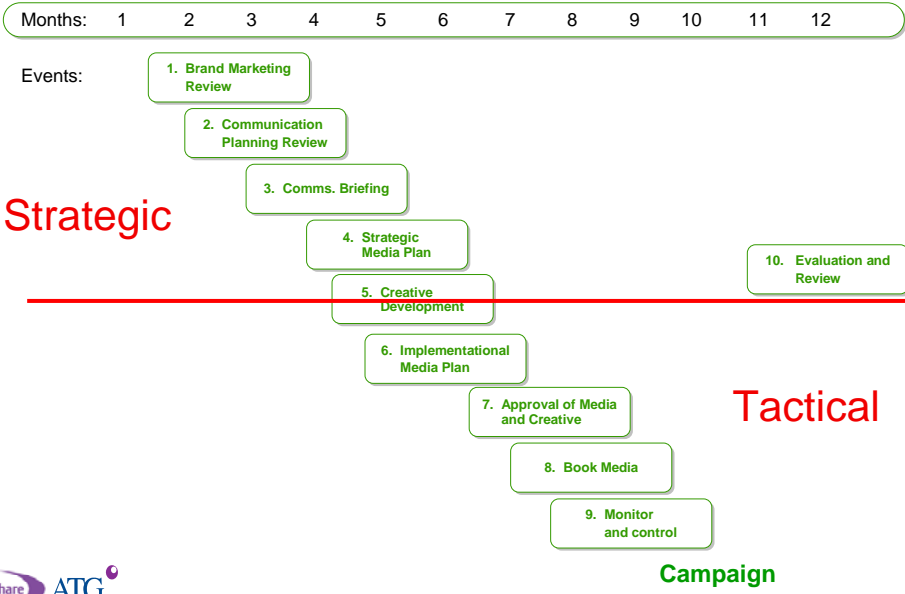 Months: 1 2 3 4 5 6 7 8 9 10 11 12
Events:
1. Brand Marketing
Review
2. Communication
Planning Review
3. Comms. Briefing
Strategic
4. Strategic
Media Plan
10. Evaluation and
Review
5. Creative
Development
6. Implementational
Media Plan
7. Approval of Media
and Creative
Tactical
8. Book Media
9. Monitor
and control
Campaign
hare ATG